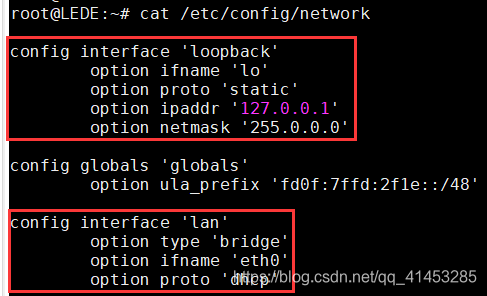 root@LEDE:~# cat /etc/config/network
config interface 'loopback'
option ifname 'lo'
option proto 'static'
option ipaddr '127.0.0.1'
option netmask '255.0.0.0'
config globals 'globals'
option ula_prefix 'fd0f:7ffd:2f1e::/48'
config interface 'lan'
option type 'bridge'
option ifname 'eth0'
option proto 'dhcp'
https://blog.csdn.net/qq_41453285